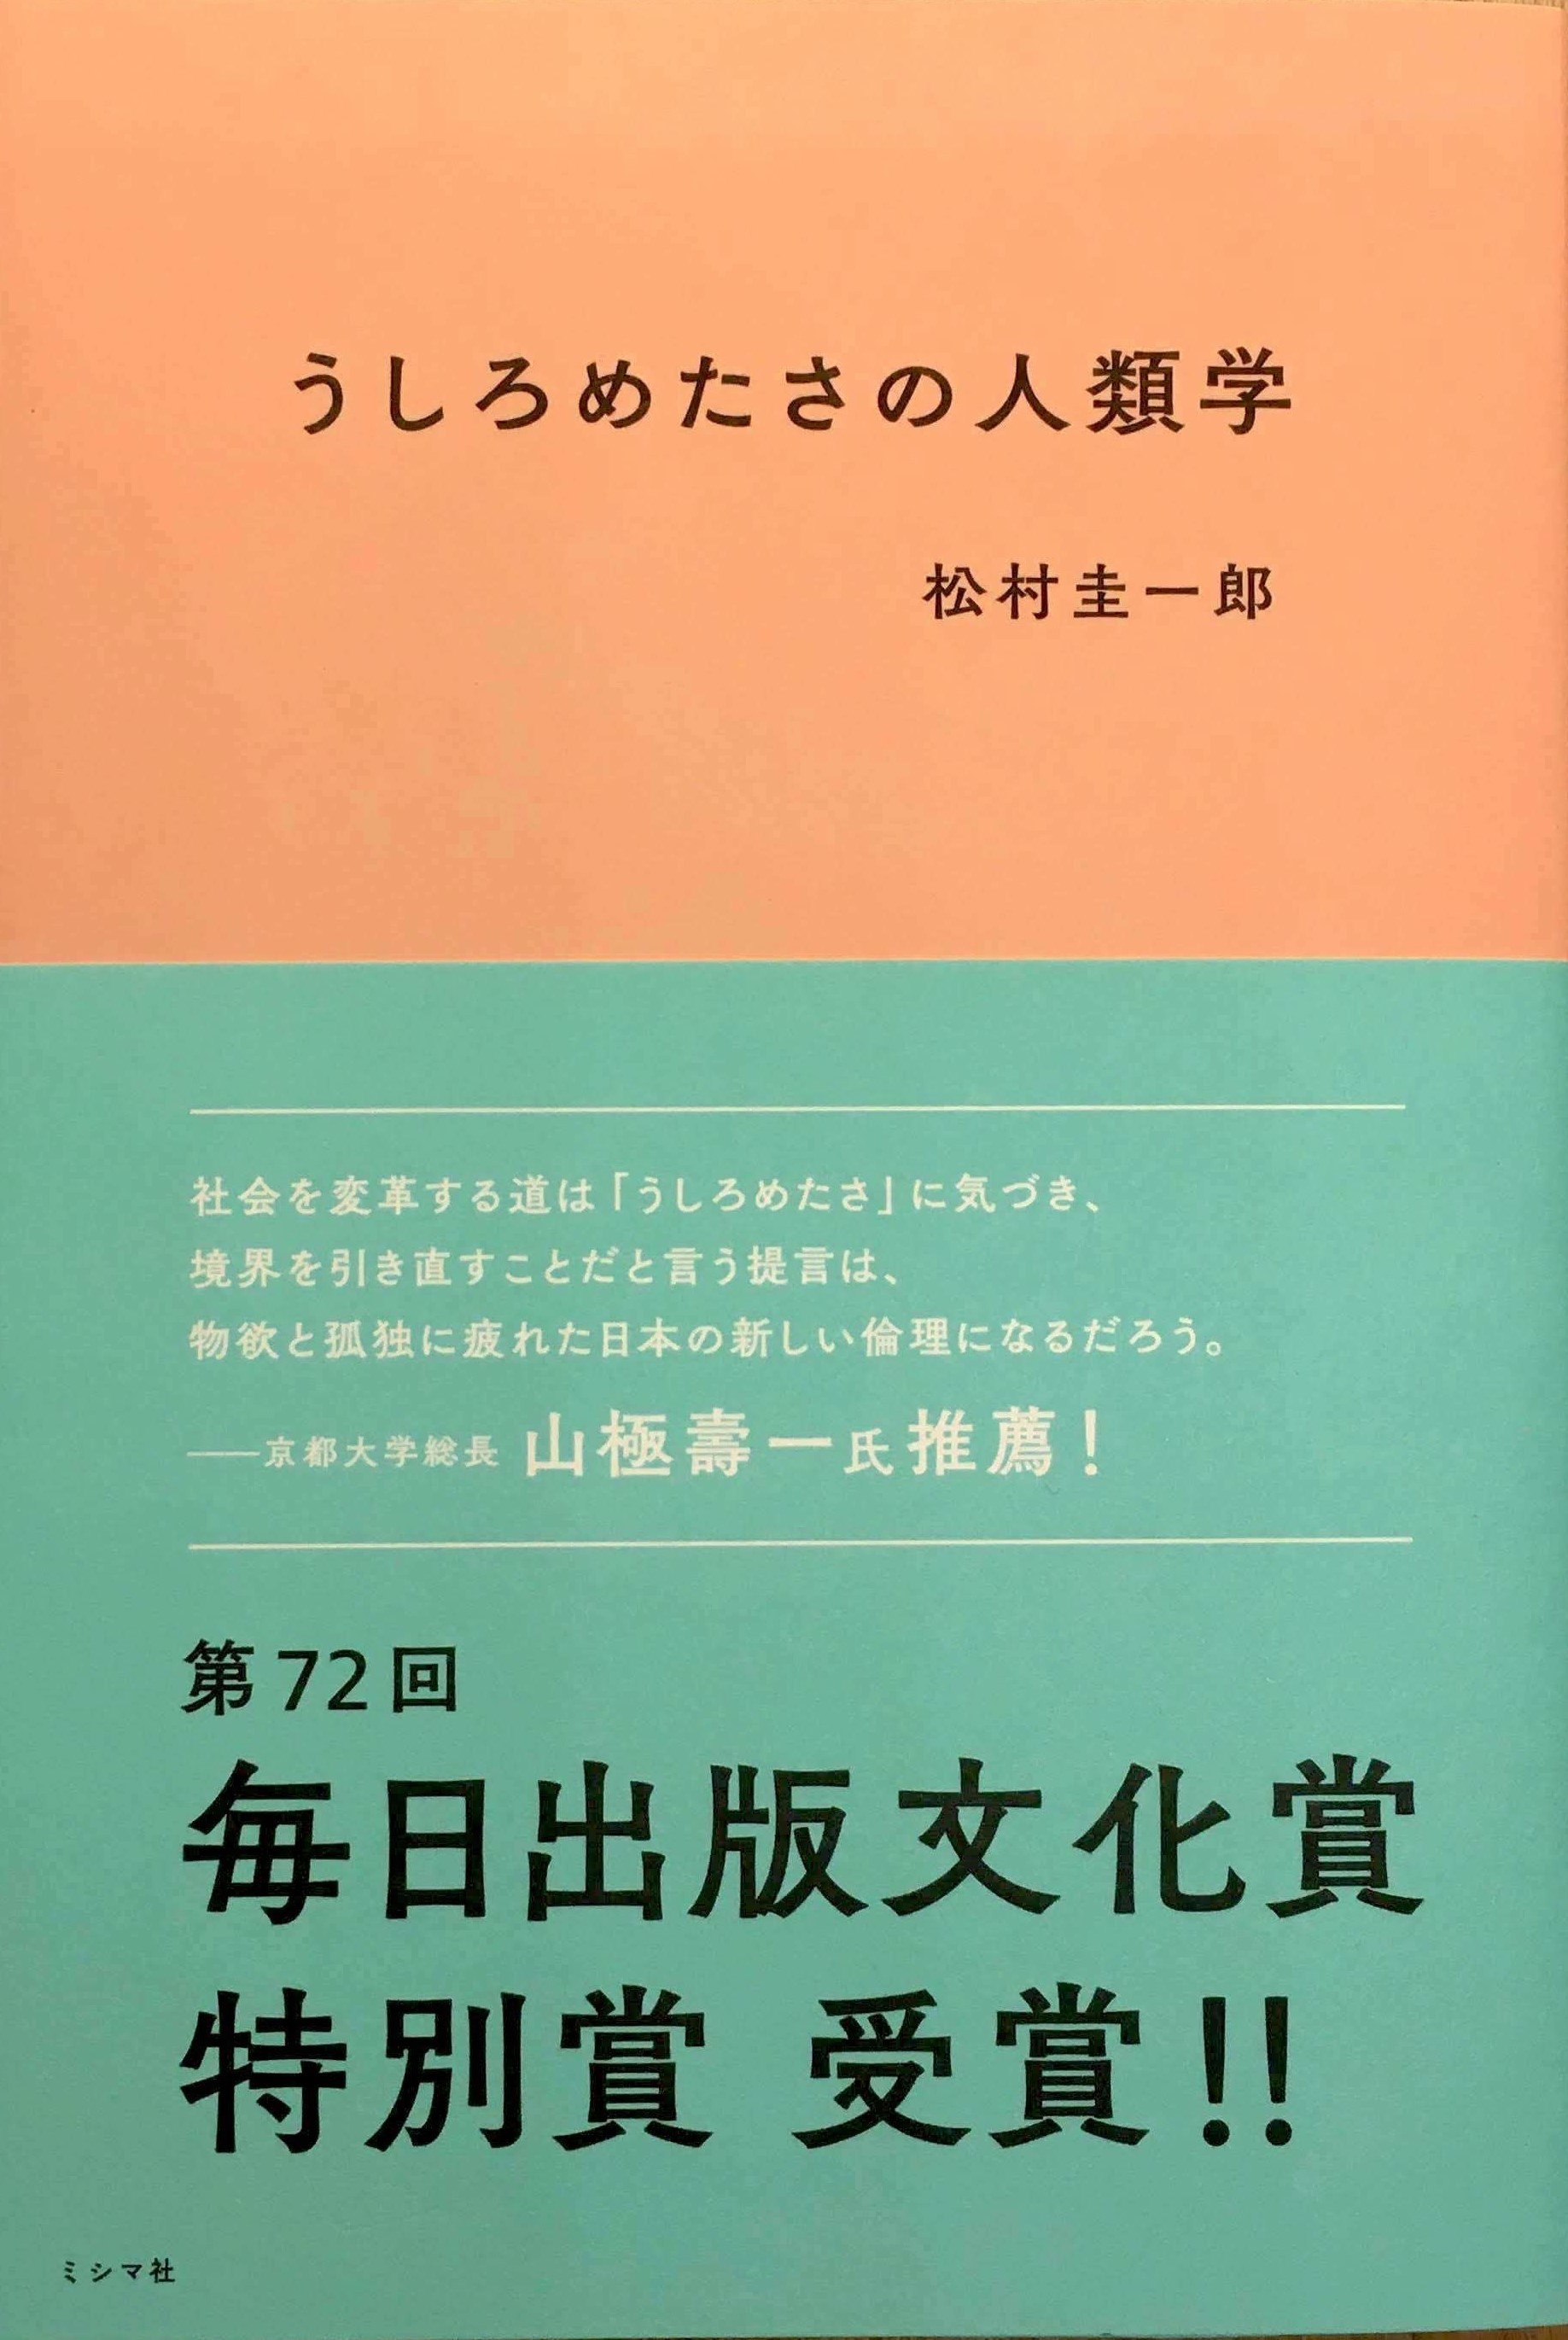 うしろめたさの人類学
松村圭一郎
社会を変革する道は「うしろめたさ」に気づき、
境界を引き直すことだと言う提言は、
物欲と孤独に疲れた日本の新しい倫理になるだろう。
──京都大学総長 山極壽一氏推薦！
第72回
毎日出版文化賞
特別賞 受賞!!
ミシマ社